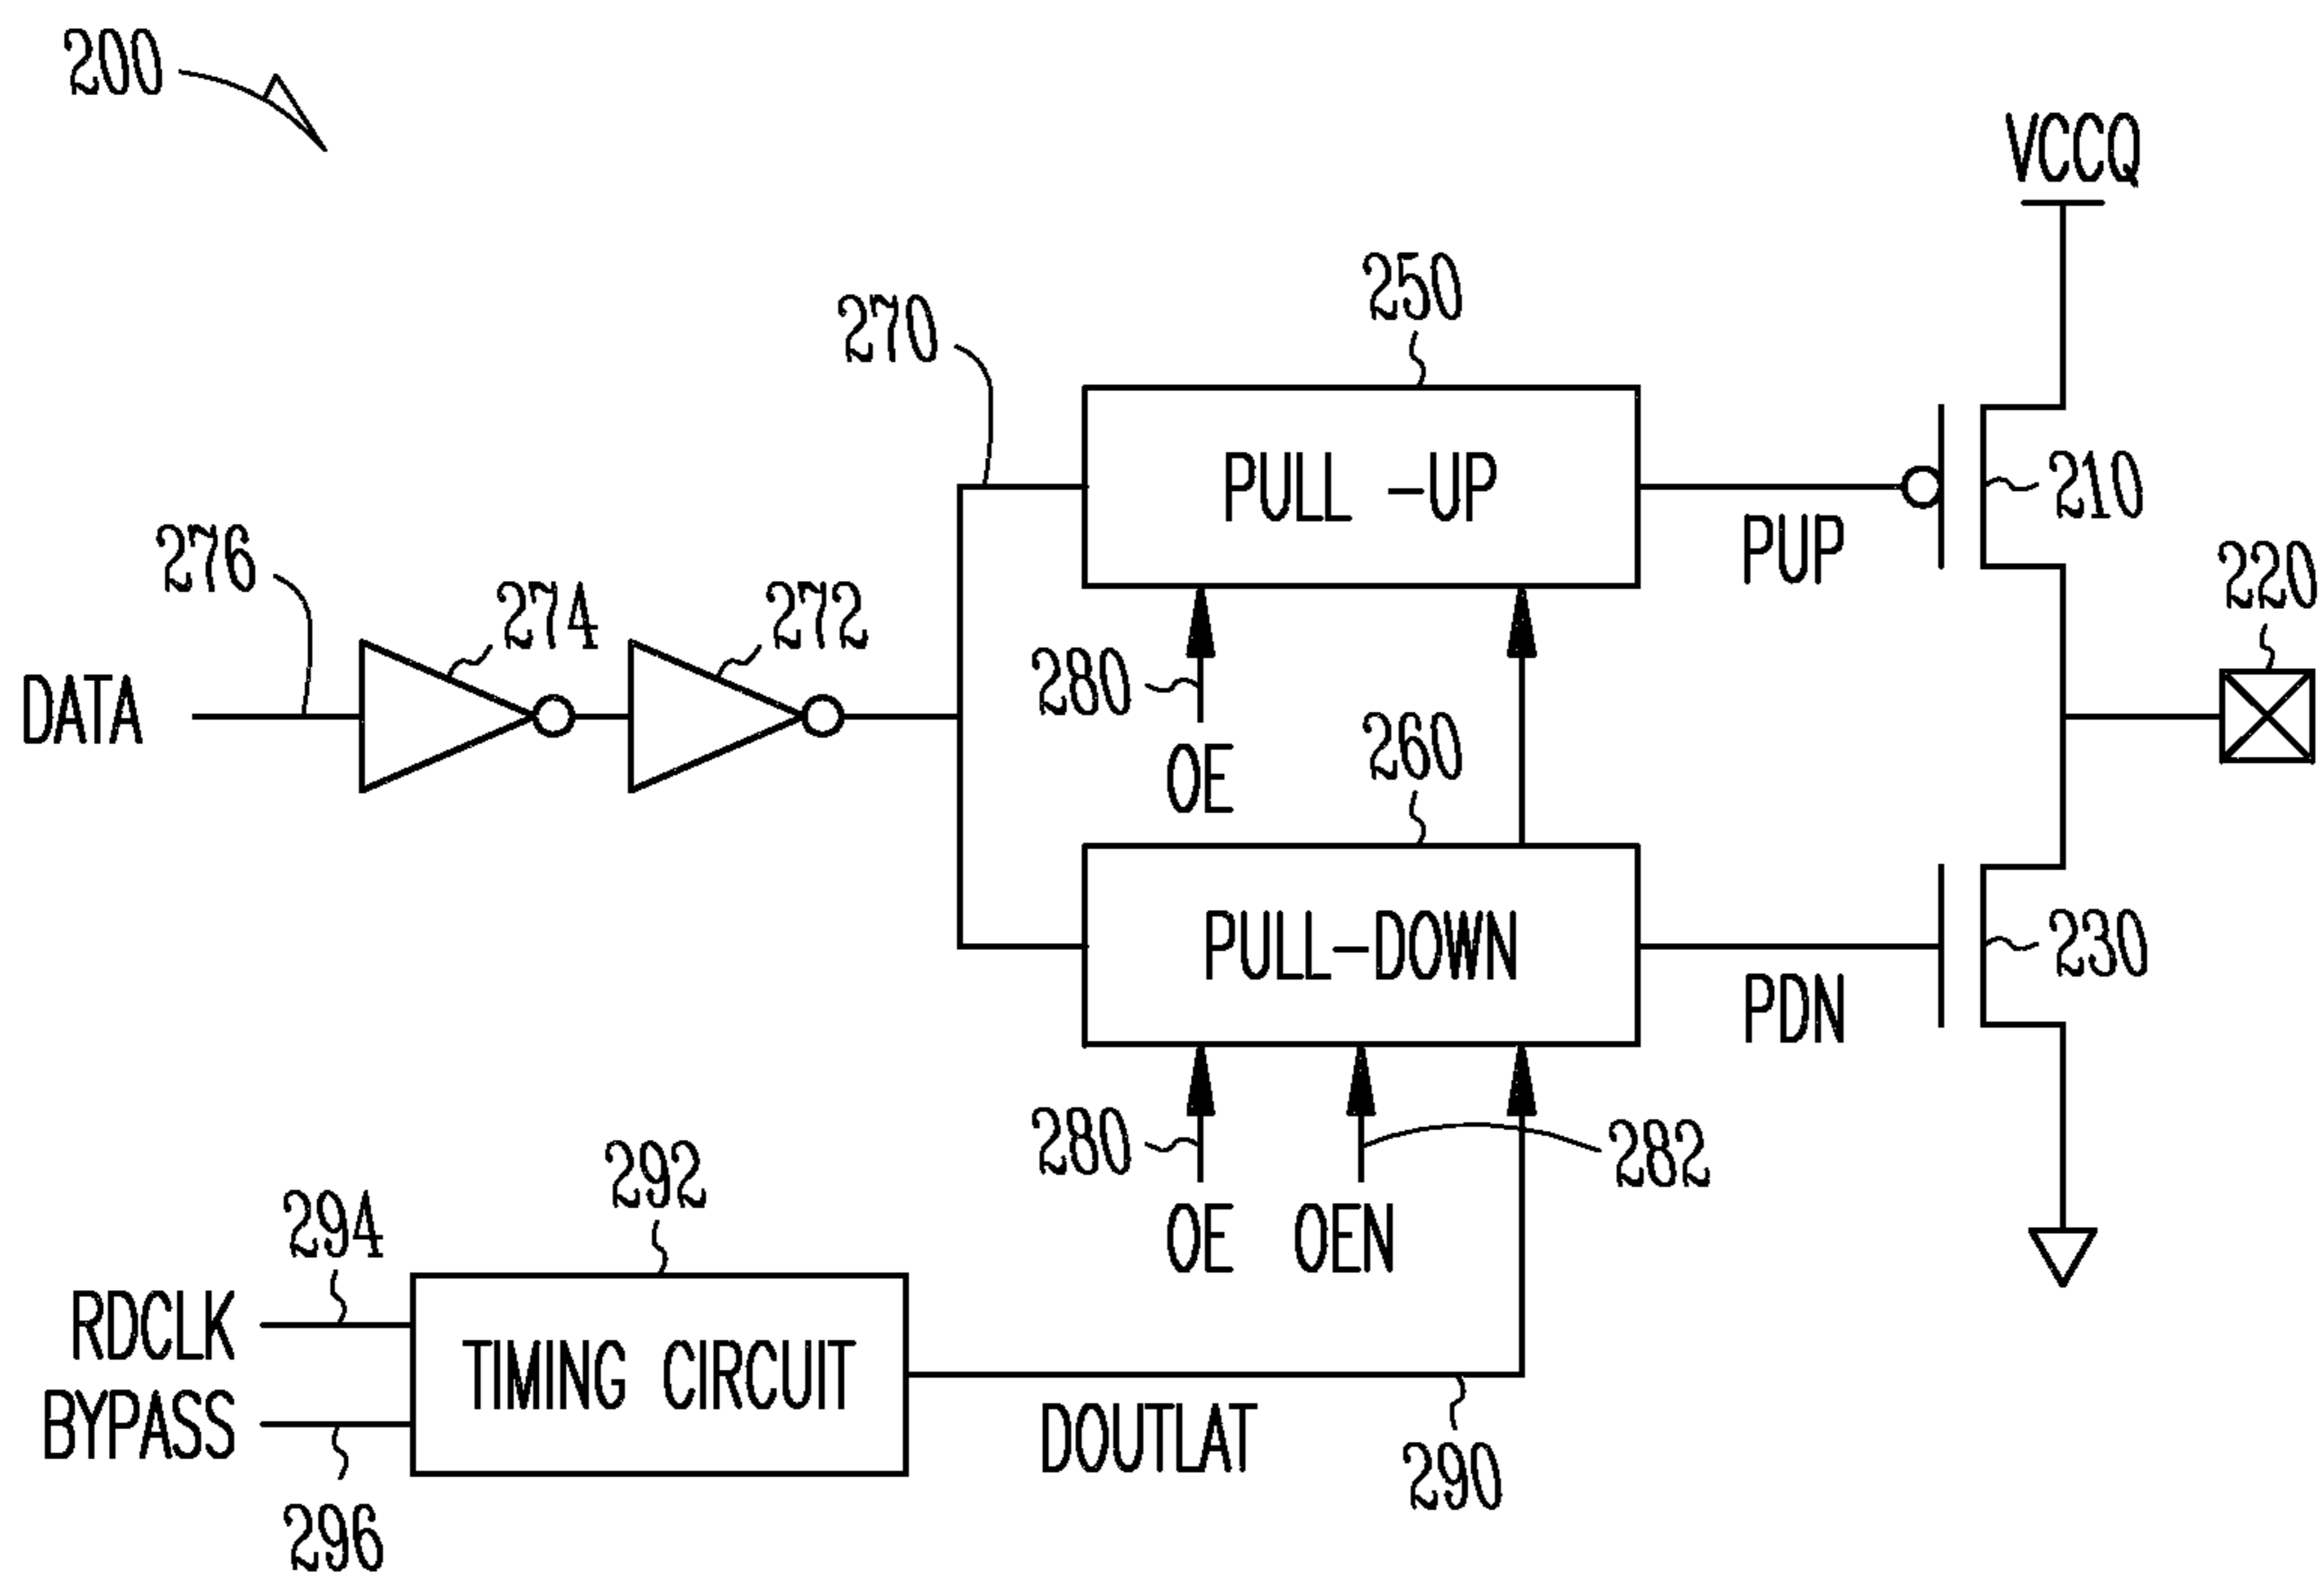 200
VCCQ
250
270
PULL -UP
210
PUP
276
274
272
220
DATA
280
OE
260
PULL-DOWN
230
PDN
280
282
OE
OEN
292
294
RDCLK
TIMING CIRCUIT
BYPASS
DOUTLAT
290
296